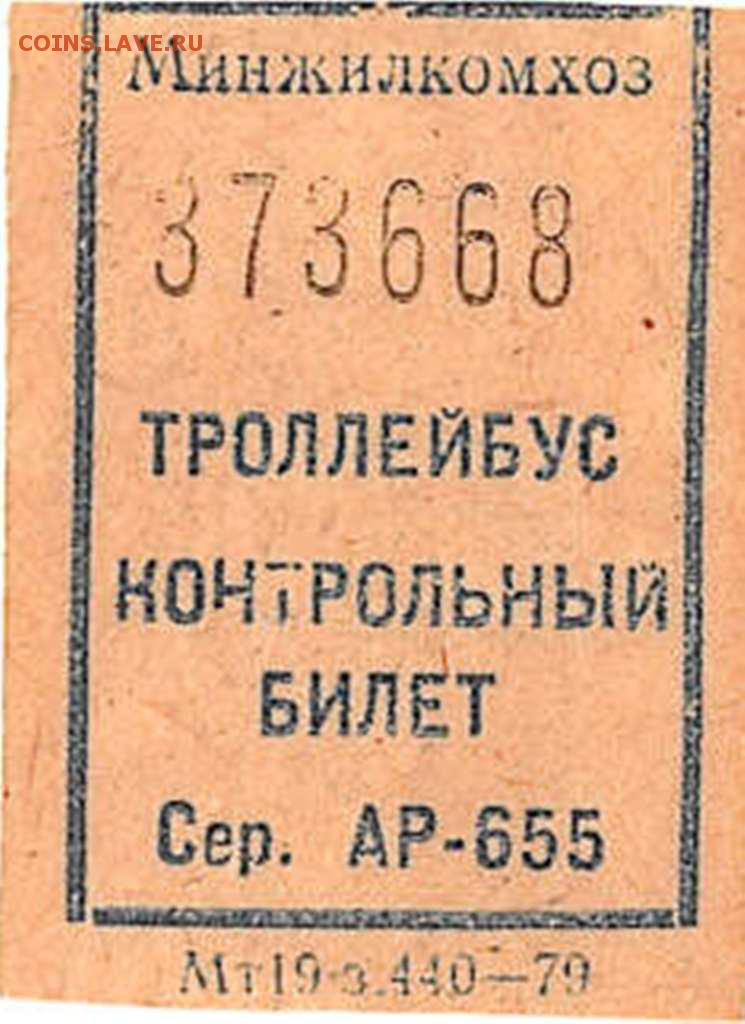 COINS.LAVE.RU
Минжилкомхоз
373668
ТРОЛЛЕЙБУС
КОНТРОЛЬНЫЙ
БИЛЕТ
Сер. АР-655
Мт19 з.440—79